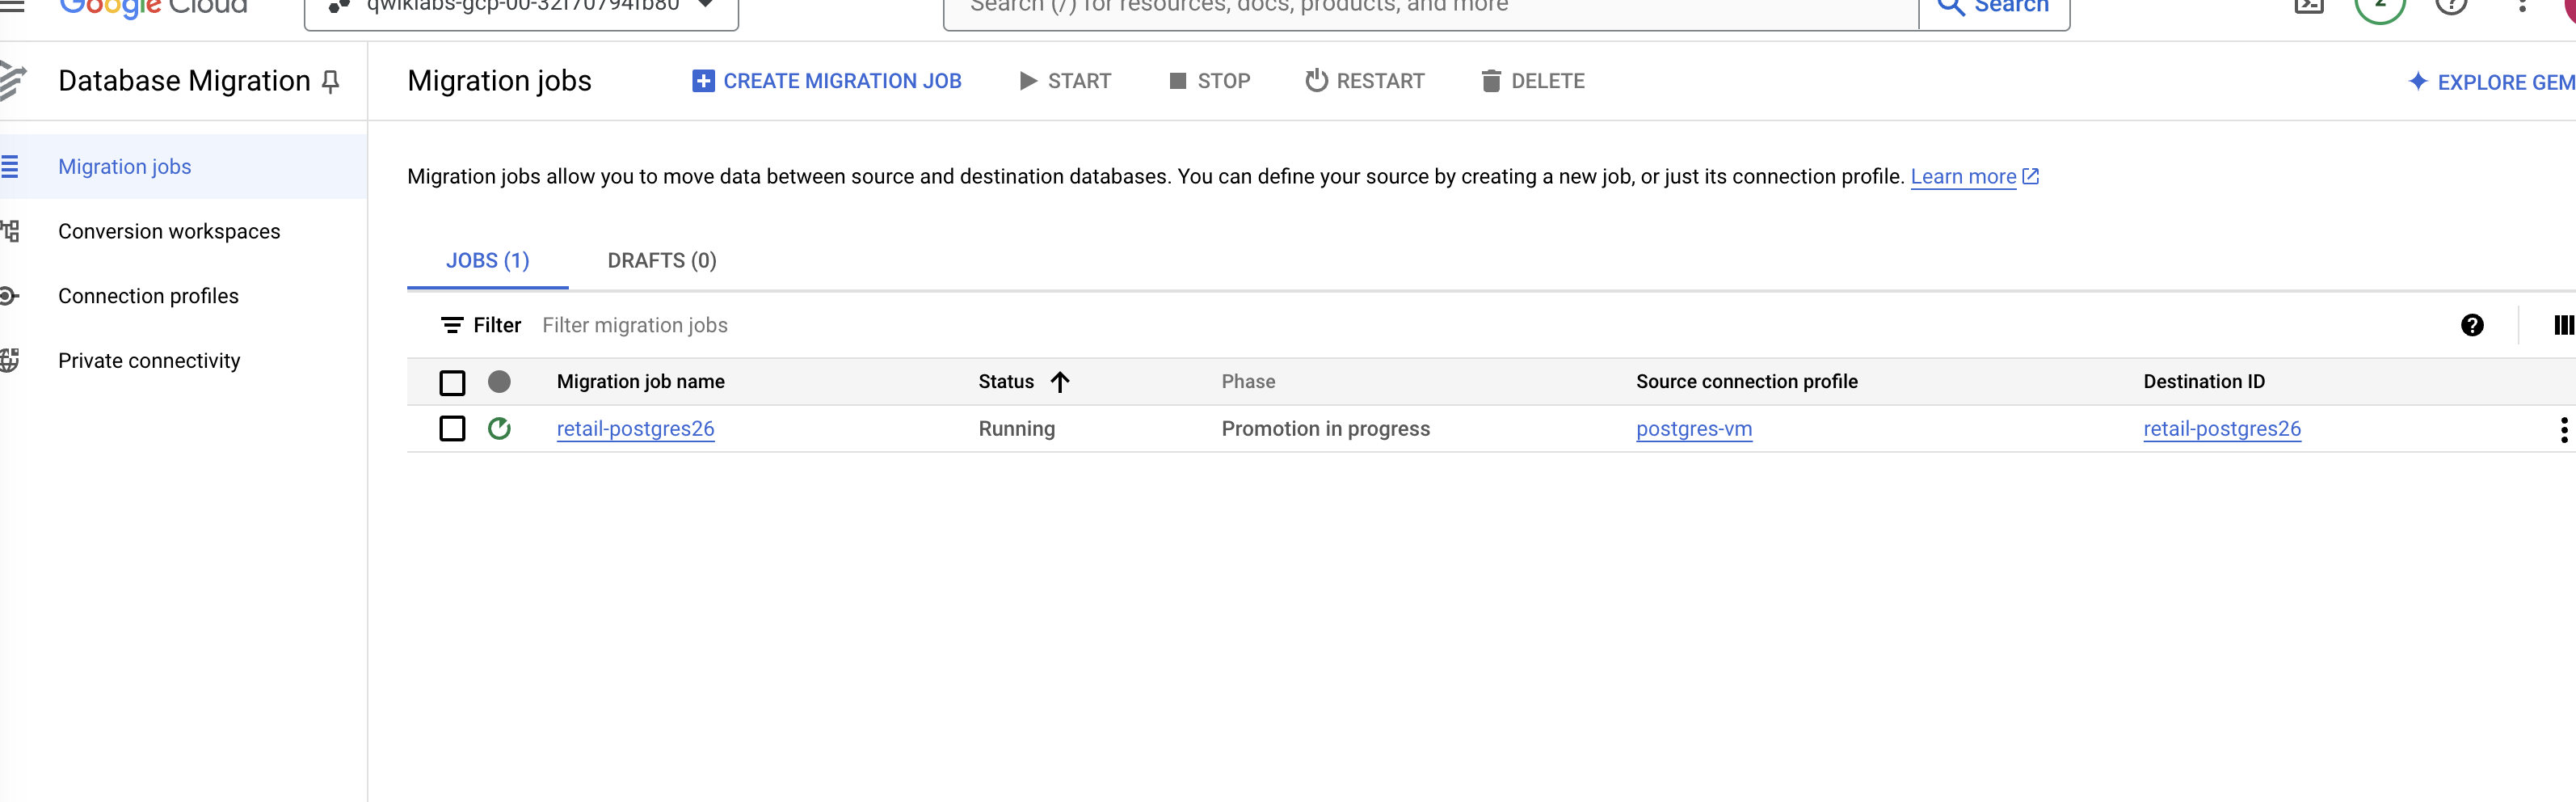 Google Cloud
qwiklabs-gcp-00-32f70794fb80
Search (/) for resources, docs, products, and more
Search
2
Database Migration
Migration jobs
CREATE MIGRATION JOB
START
STOP
RESTART
DELETE
EXPLORE GEM
Migration jobs
Conversion workspaces
Connection profiles
Private connectivity
Migration jobs allow you to move data between source and destination databases. You can define your source by creating a new job, or just its connection profile. Learn more
JOBS (1)
DRAFTS (0)
Filter Filter migration jobs
Migration job name Status Phase Source connection profile Destination ID
retail-postgres26 Running Promotion in progress postgres-vm retail-postgres26